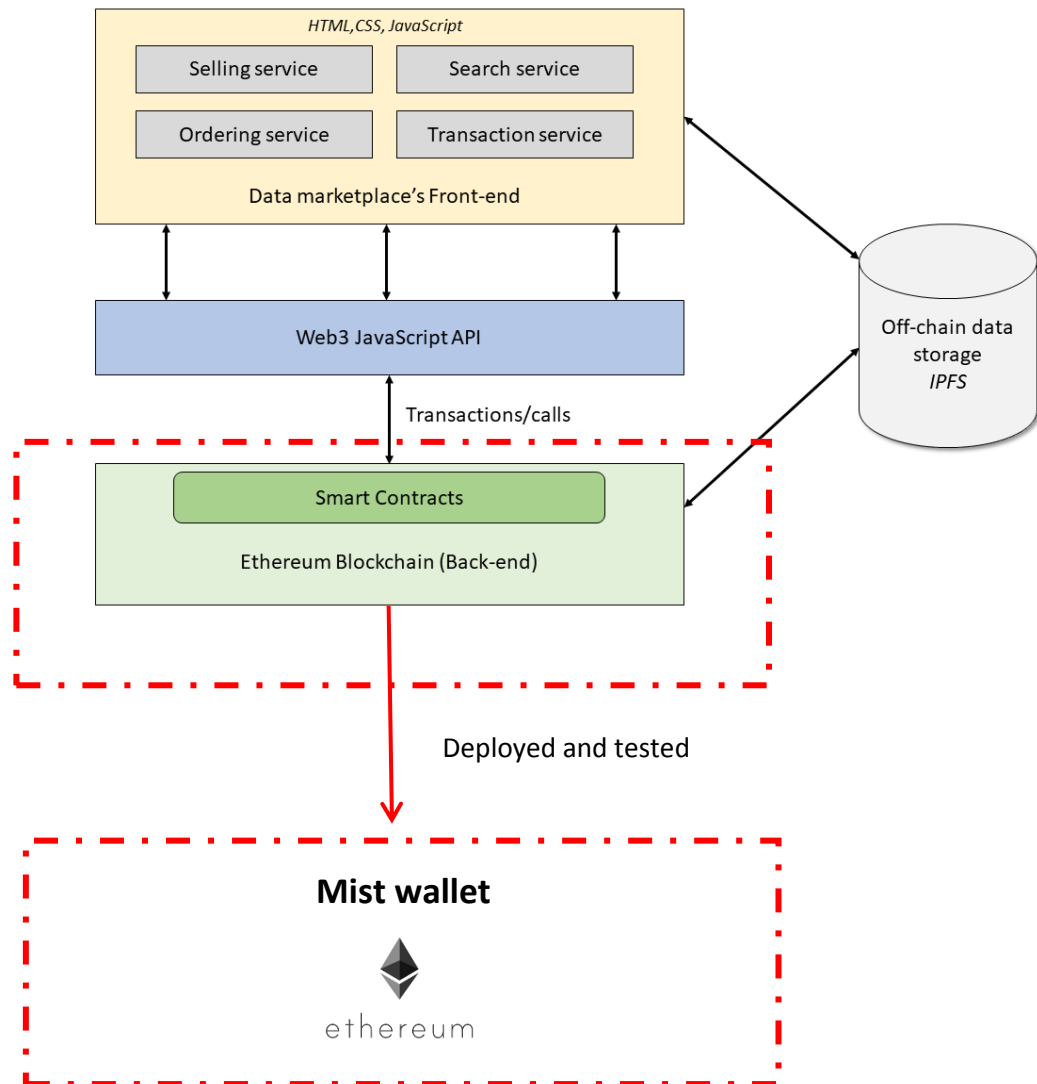 HTML,CSS, JavaScript
Selling service
Search service
Ordering service
Transaction service
Data marketplace's Front-end
Web3 JavaScript API
Off-chain data
storage
IPFS
Transactions/calls
Smart Contracts
Ethereum Blockchain (Back-end)
Deployed and tested
Mist wallet
ethereum